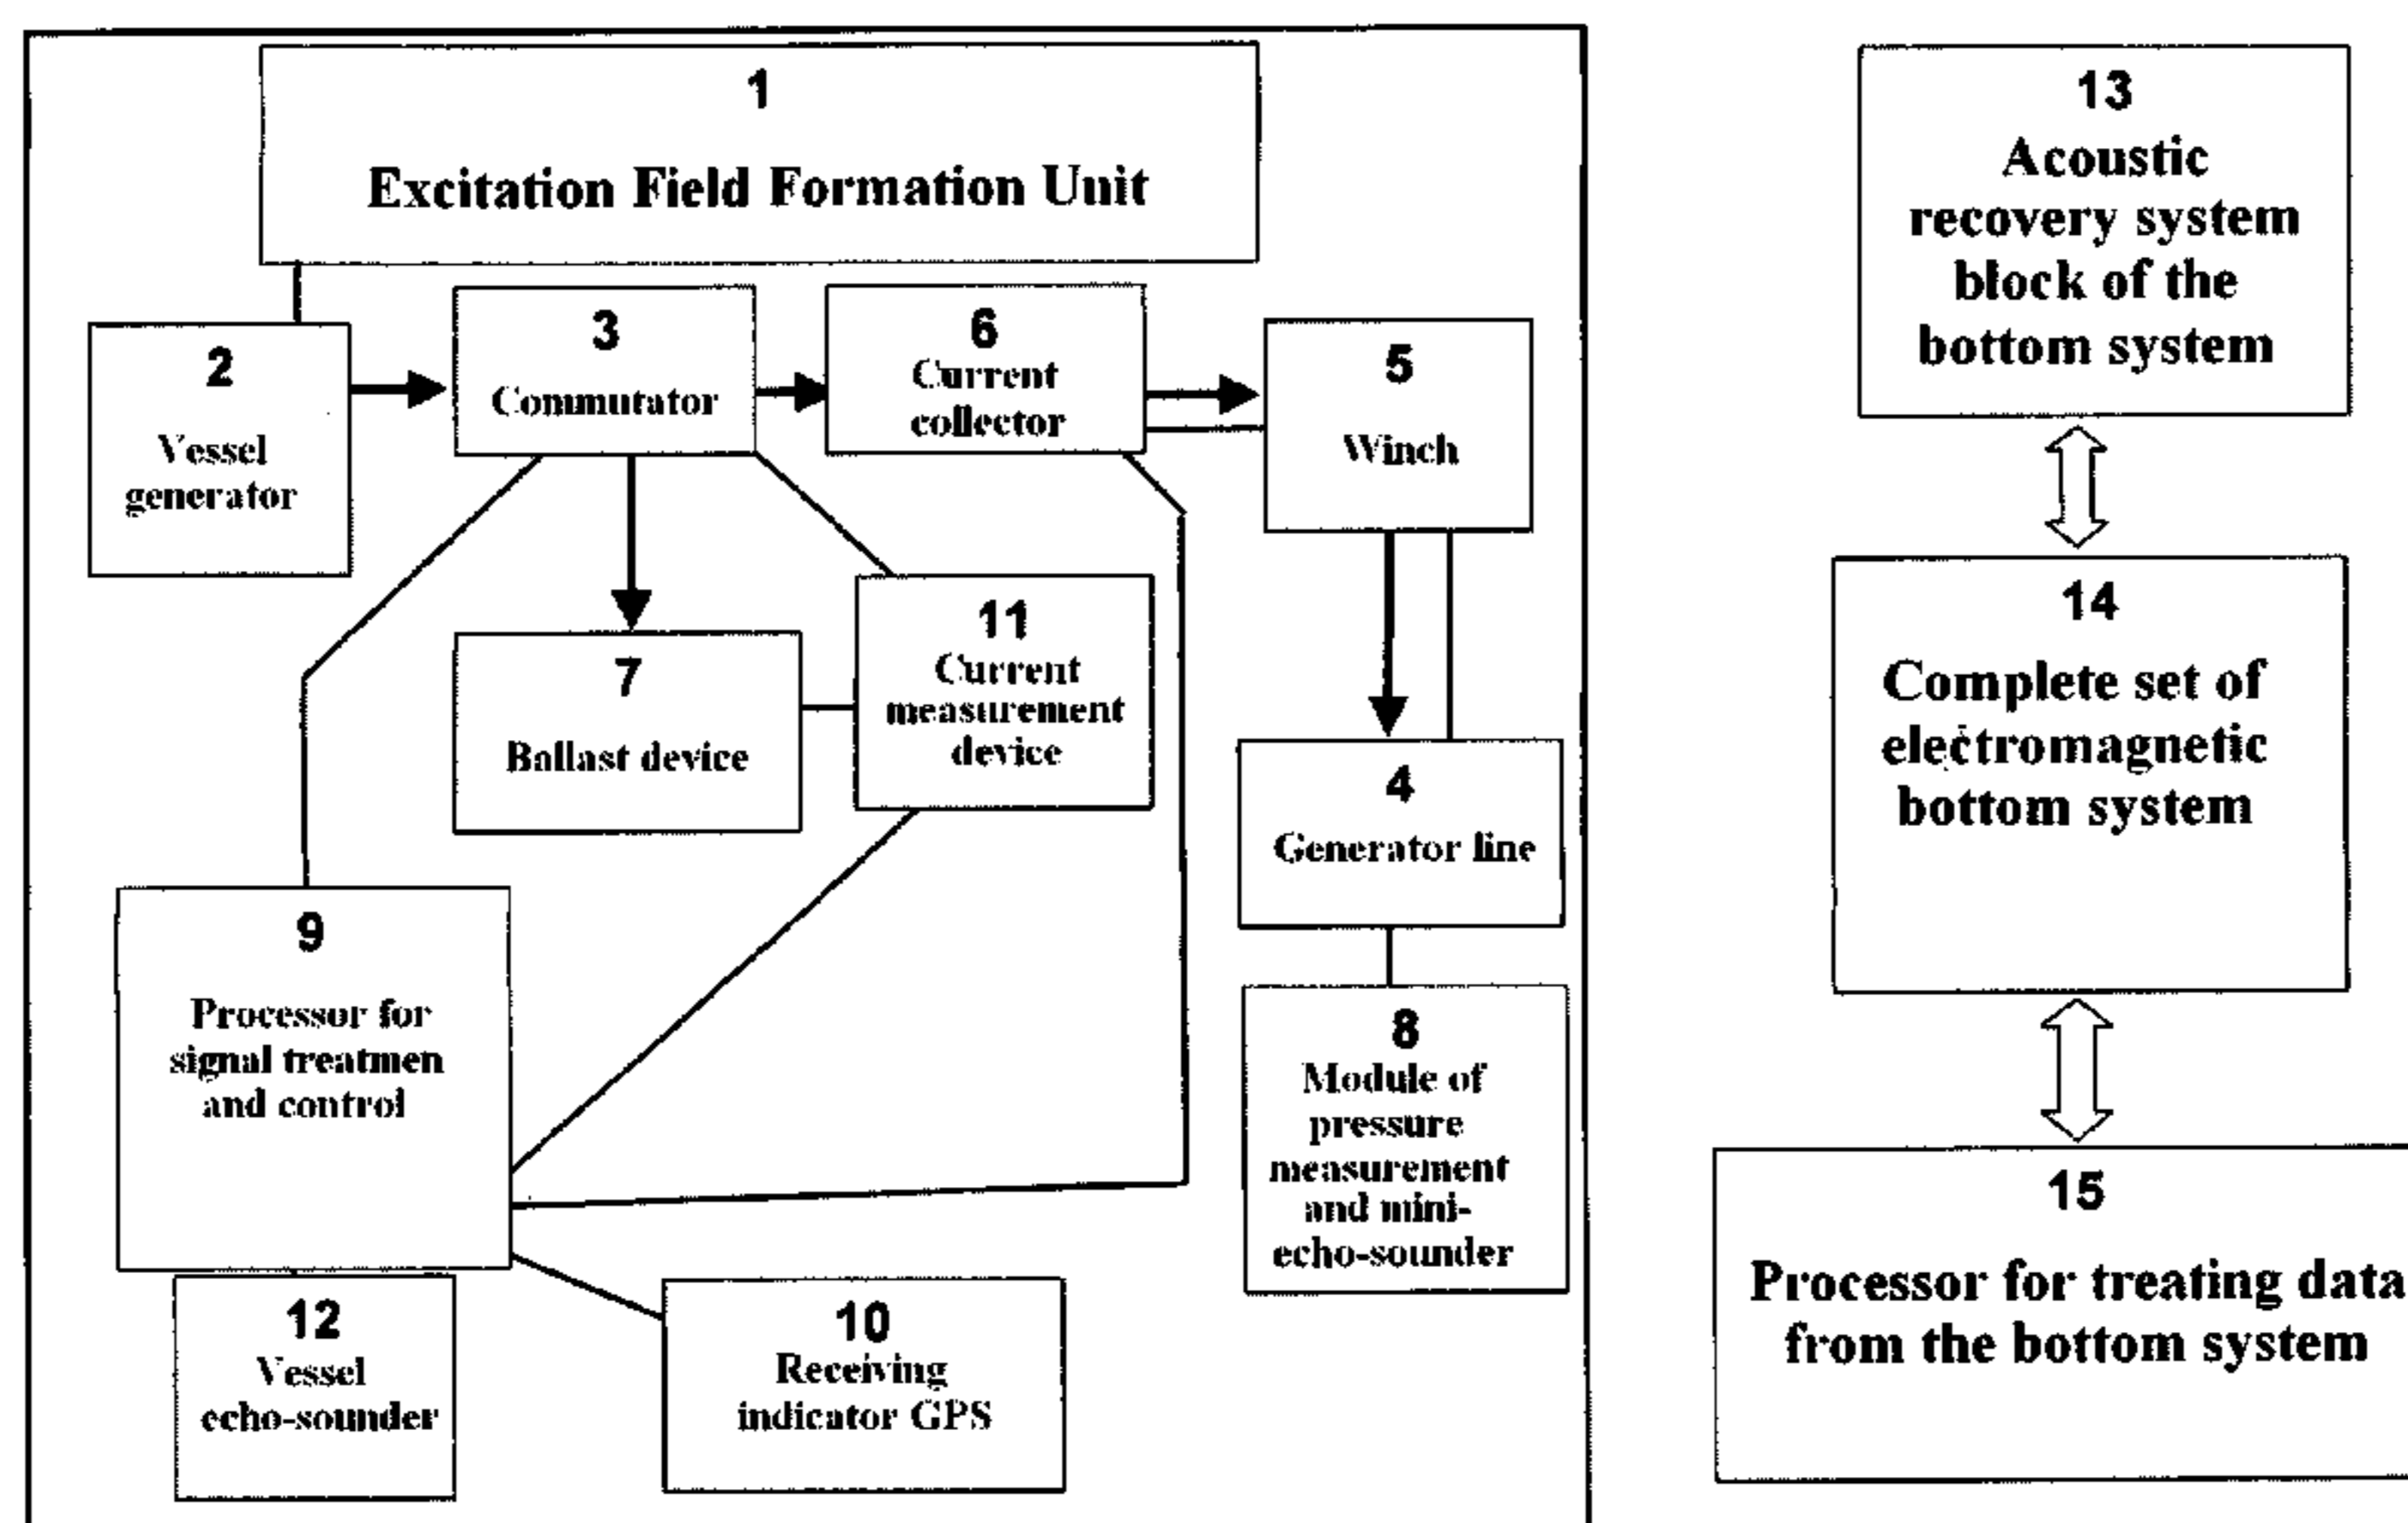 1
Excitation Field Formation Unit
2
Vessel
generator
3
Commutator
6
Current
collector
5
Winch
7
Ballast device
11
Current
measurement
device
4
Generator line
9
Processor for
signal treatmen
and control
8
Module of
pressure
measurement
and mini-
echo-sounder
12
Vessel
echo-sounder
10
Receiving
indicator GPS
13
Acoustic
recovery system
block of the
bottom system
14
Complete set of
electromagnetic
bottom system
15
Processor for treating data
from the bottom system